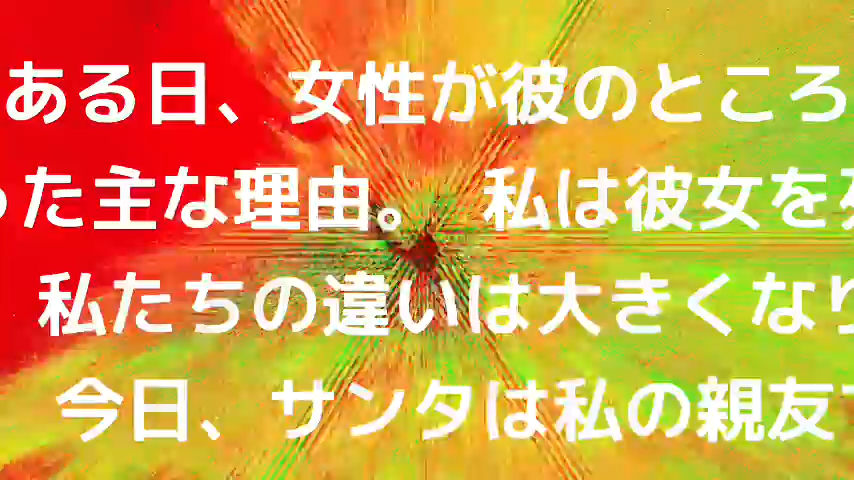 ある日、女性が彼のところ
った主な理由。 私は彼女を
私たちの違いは大きくなり
今日、サンタは私の親友